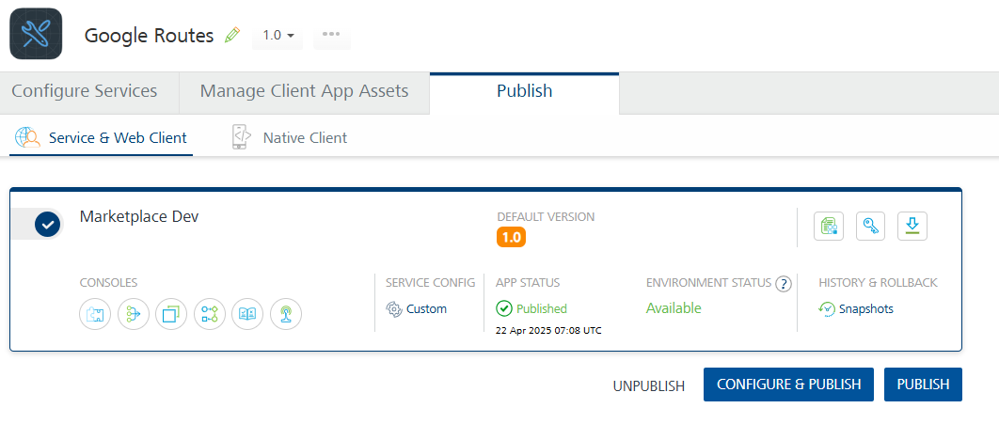 Google Routes
1.0
Configure Services
Manage Client App Assets
Publish
Service & Web Client
Native Client
Marketplace Dev
DEFAULT VERSION
1.0
CONSOLES
SERVICE CONFIG
APP STATUS
ENVIRONMENT STATUS ?
HISTORY & ROLLBACK
Custom
Published
Available
Snapshots
22 Apr 2025 07:08 UTC
UNPUBLISH
CONFIGURE & PUBLISH
PUBLISH